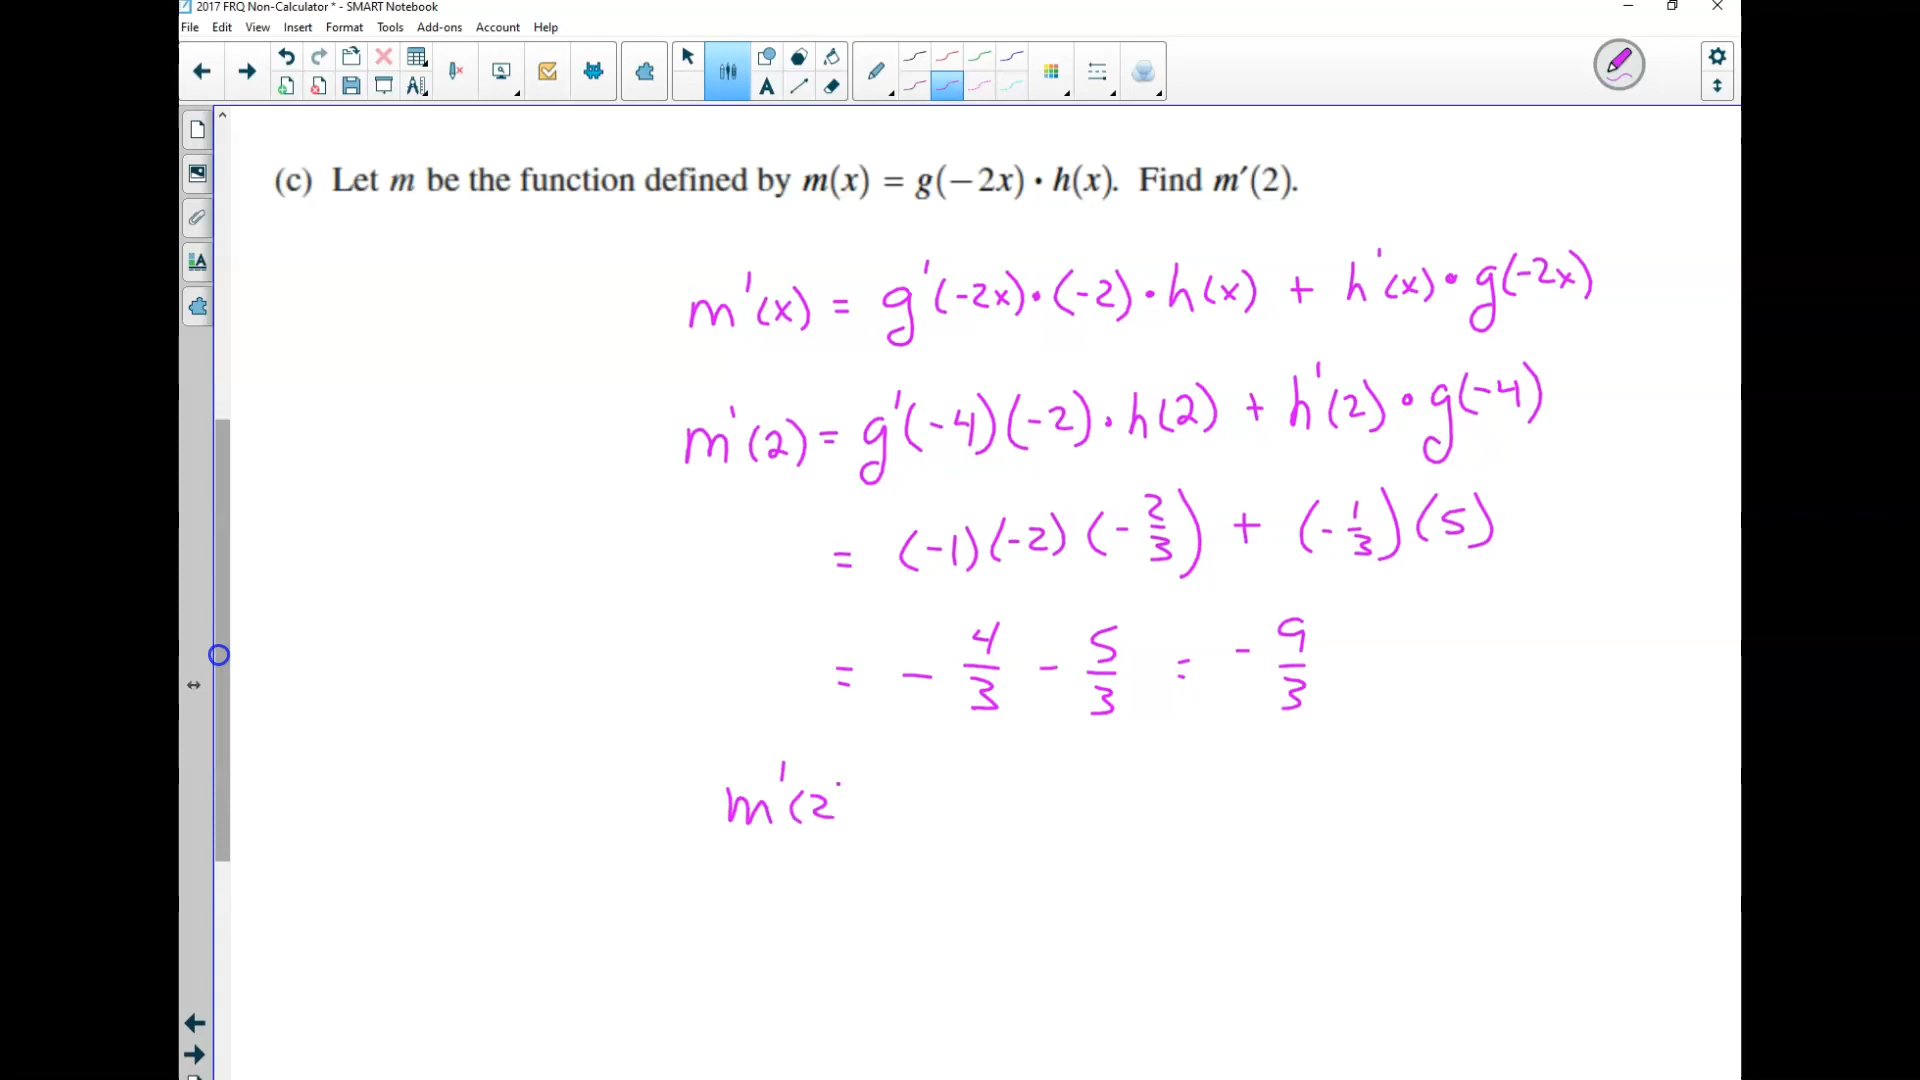 2017 FRQ Non-Calculator * - SMART Notebook
File Edit View Insert Format Tools Add-ons Account Help
(c) Let m be the function defined by m(x) = g(−2x) · h(x). Find m′(2).
m'(x) = g'(-2x)·(-2)·h(x) + h'(x)·g(-2x)
m'(2) = g'(-4)(-2)·h(2) + h'(2)·g(-4)
= (-1)(-2)(-2/3) + (-1/3)(5)
= - 4/3 - 5/3 = - 9/3
m'(2